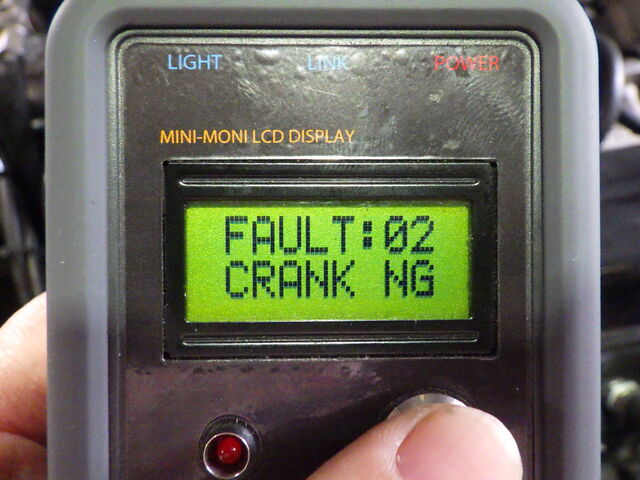 LIGHT LINK POWER
MINI-MONI LCD DISPLAY
FAULT:02
CRANK NG